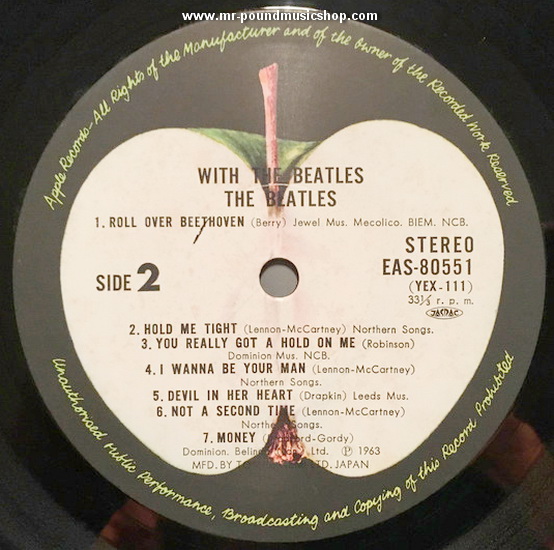 www.mr-poundmusicshop.com
Apple Records-All Rights of the Manufacturer and of the Owner of the Recorded Work Reserved
WITH THE BEATLES
THE BEATLES
1. ROLL OVER BEETHOVEN (Berry) Jewel Mus. Mecolico. BIEM. NCB.
STEREO
SIDE 2
EAS-80551
(YEX-111)
33⅓ r. p. m.
JASRAC
2. HOLD ME TIGHT (Lennon-McCartney) Northern Songs.
3. YOU REALLY GOT A HOLD ON ME (Robinson)
Dominion Mus. NCB.
4. I WANNA BE YOUR MAN (Lennon-McCartney)
Northern Songs.
5. DEVIL IN HER HEART (Drapkin) Leeds Mus.
6. NOT A SECOND TIME (Lennon-McCartney)
Northern Songs.
7. MONEY (Bradford-Gordy)
Dominion. Ltd. ℗ 1963
MFD. BY LTD. JAPAN
Unauthorised Public Performance, Broadcasting and Copying of this Record Prohibited